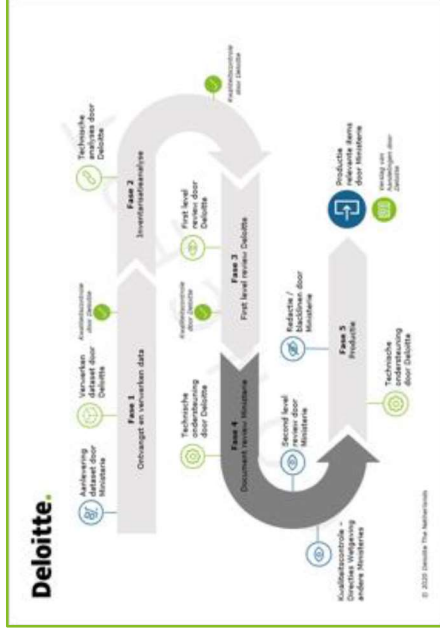 Deloitte.
Aanlevering
dataset door
Ministerie
Verwerken
dataset door
Deloitte
Kwaliteitscontrole
door Deloitte
Technische
analyses door
Deloitte
Fase 1
Ontvangst en verwerken data
Fase 2
Inventarisatieanalyse
Kwaliteitscontrole
door Deloitte
Technische
ondersteuning
door Deloitte
Kwaliteitscontrole
door Deloitte
First level
review door
Deloitte
Fase 4
Document review Ministerie
Fase 3
First level review Deloitte
Kwaliteitscontrole –
Directies Wetgeving
andere Ministeries
Second level
review door
Ministerie
Redactie /
blacklinen door
Ministerie
Productie
relevante items
door Ministerie
Verslag van
handelingen door
Deloitte
Fase 5
Productie
Technische
ondersteuning
door Deloitte
© 2020 Deloitte The Netherlands